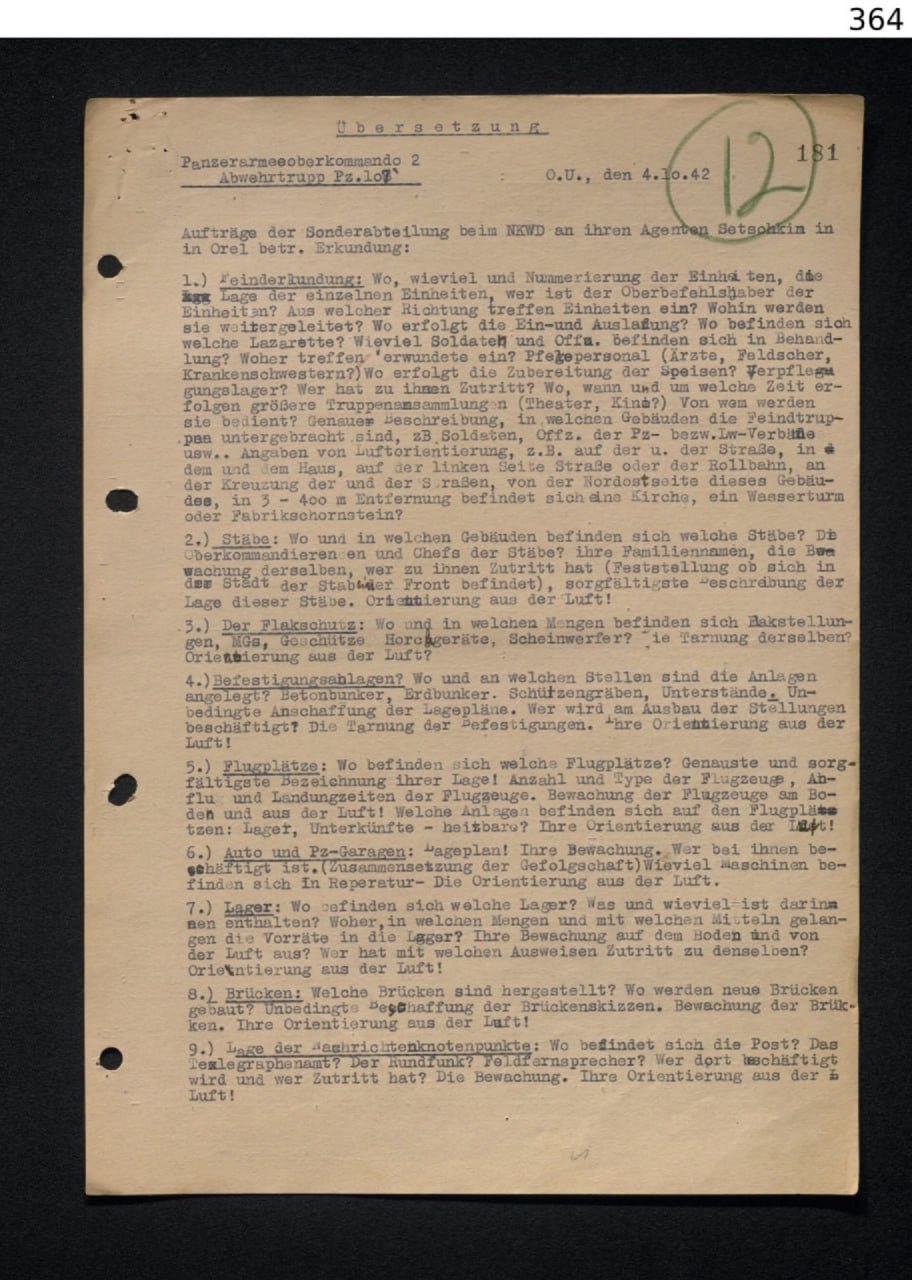 364
Übersetzung
12
181
Panzerarmeeoberkommando 2
Abwehrtrupp Pz.107
O.U., den 4.1o.42
Aufträge der Sonderabteilung beim NKWD an ihren Agenten Setschkin in
in Orel betr. Erkundung:
1.) Feinderkundung: Wo, wieviel und Nummerierung der Einheiten, die
Lage der einzelnen Einheiten, wer ist der Oberbefehlshaber der
Einheiten? Aus welcher Richtung treffen Einheiten ein? Wohin werden
sie weitergeleitet? Wo erfolgt die Ein-und Ausladung? Wo befinden sich
welche Lazarette? Wieviel Soldaten und Offz. befinden sich in Behand-
lung? Woher treffen Verwundete ein? Pflegepersonal (Ärzte, Feldscher,
Krankenschwestern?)Wo erfolgt die Zubereitung der Speisen? Verpfle
gungslager? Wer hat zu ihnen Zutritt? Wo, wann und um welche Zeit er-
folgen größere Truppenansammlungen (Theater, Kino?) Von wem werden
sie bedient? Genaue Beschreibung, in welchen Gebäuden die Feindtrup-
pen untergebracht sind, zB Soldaten, Offz. der Pz- bezw.Lw-Verbände
usw.. Angaben von Luftorientierung, z.B. auf der u. der Straße, in
dem und dem Haus, auf der linken Seite Straße oder der Rollbahn, an
der Kreuzung der und der Straßen, von der Nordostseite dieses Gebäu-
des, in 3 - 4oo m Entfernung befindet sich eine Kirche, ein Wasserturm
oder Fabrikschornstein?
2.) Stäbe: Wo und in welchen Gebäuden befinden sich welche Stäbe? Die
Oberkommandierenden und Chefs der Stäbe? ihre Familiennamen, die Bewa
wachung derselben, wer zu ihnen Zutritt hat (Feststellung ob sich in
der Stadt der Stab der Front befindet), sorgfältigste Beschreibung der
Lage dieser Stäbe. Orientierung aus der Luft!
3.) Der Flakschutz: Wo und in welchen Mengen befinden sich Flakstellun-
gen, MGs, Geschütze Horchgeräte, Scheinwerfer? Die Tarnung derselben?
Orientierung aus der Luft?
4.)Befestigungsanlagen? Wo und an welchen Stellen sind die Anlagen
angelegt? Betonbunker, Erdbunker. Schützengräben, Unterstände. Un-
bedingte Anschaffung der Lagepläne. Wer wird am Ausbau der Stellungen
beschäftigt? Die Tarnung der Befestigungen. Ihre Orientierung aus der
Luft!
5.) Flugplätze: Wo befinden sich welche Flugplätze? Genauste und sorg-
fältigste Bezeichnung ihrer Lage! Anzahl und Type der Flugzeuge, Ab-
flu und Landungzeiten der Flugzeuge. Bewachung der Flugzeuge am Bo-
den und aus der Luft! Welche Anlagen befinden sich auf den Flugplä
tzen: Lager, Unterkünfte - heizbare? Ihre Orientierung aus der Luft!
6.) Auto und Pz-Garagen: Lageplan! Ihre Bewachung. Wer bei ihnen be-
schäftigt ist.(Zusammensetzung der Gefolgschaft)Wieviel Maschinen be-
finden sich in Reperatur- Die Orientierung aus der Luft.
7.) Lager: Wo befinden sich welche Lager? Was und wieviel ist darinn
nen enthalten? Woher,in welchen Mengen und mit welchen Mitteln gelan-
gen die Vorräte in die Lager? Ihre Bewachung auf dem Boden und von
der Luft aus? Wer hat mit welchen Ausweisen Zutritt zu denselben?
Orientierung aus der Luft!
8.) Brücken: Welche Brücken sind hergestellt? Wo werden neue Brücken
gebaut? Unbedingte Beschaffung der Brückenskizzen. Bewachung der Brük-
ken. Ihre Orientierung aus der Luft!
9.) Lage der Nachrichtenknotenpunkte: Wo befindet sich die Post? Das
Telegraphenamt? Der Rundfunk? Feldfernsprecher? Wer dort beschäftigt
wird und wer Zutritt hat? Die Bewachung. Ihre Orientierung aus der
Luft!